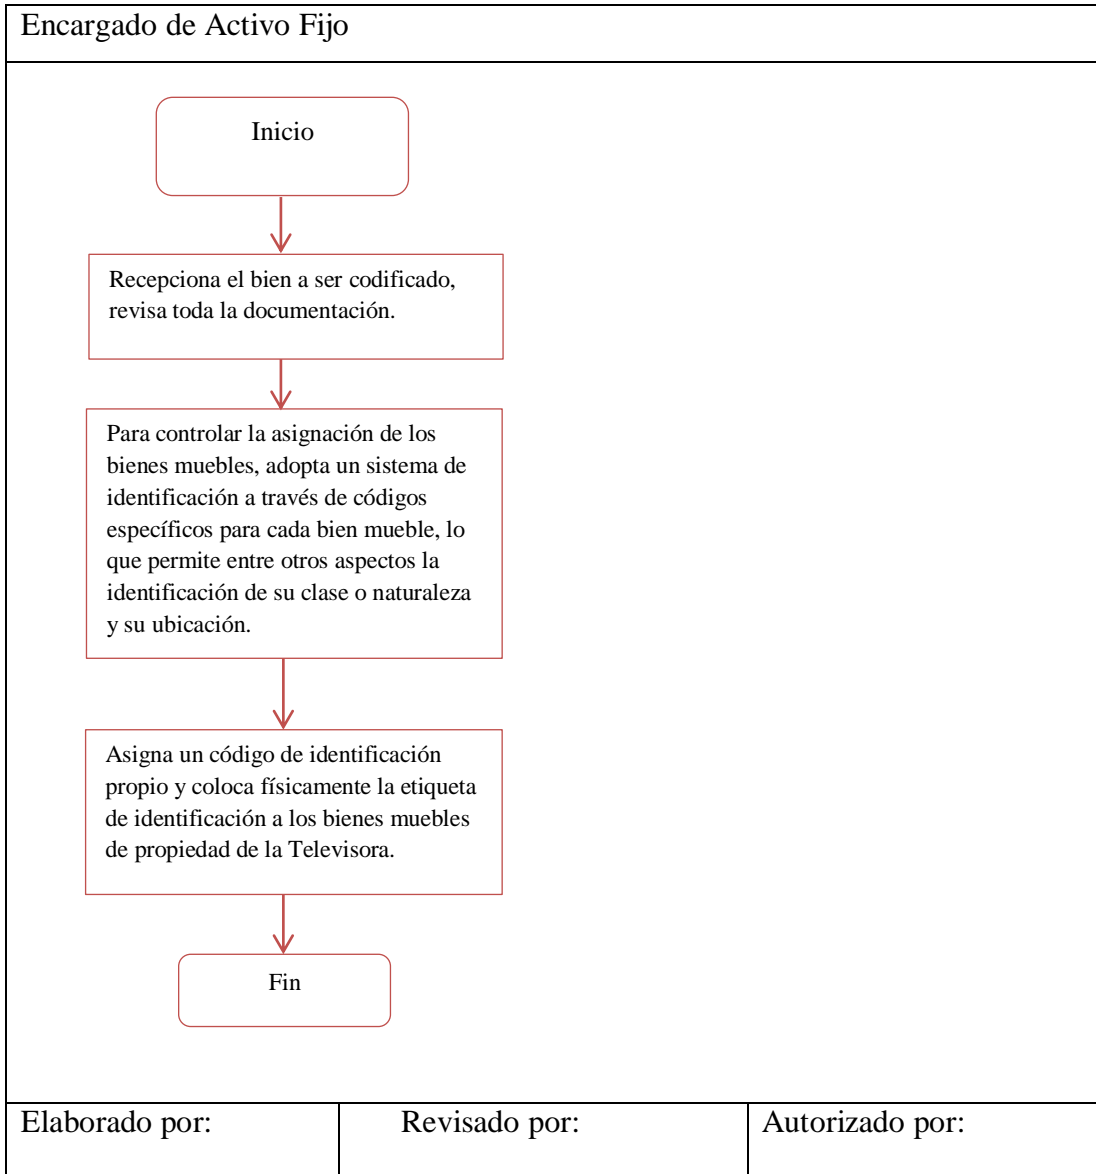 Encargado de Activo Fijo
Inicio
Recepciona el bien a ser codificado,
revisa toda la documentación.
Para controlar la asignación de los
bienes muebles, adopta un sistema de
identificación a través de códigos
específicos para cada bien mueble, lo
que permite entre otros aspectos la
identificación de su clase o naturaleza
y su ubicación.
Asigna un código de identificación
propio y coloca físicamente la etiqueta
de identificación a los bienes muebles
de propiedad de la Televisora.
Fin
Elaborado por:
Revisado por:
Autorizado por: